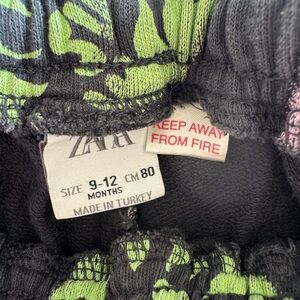 ZARA
SIZE 9-12 CM 80
MONTHS
MADE IN TURKEY
KEEP AWAY
FROM FIRE